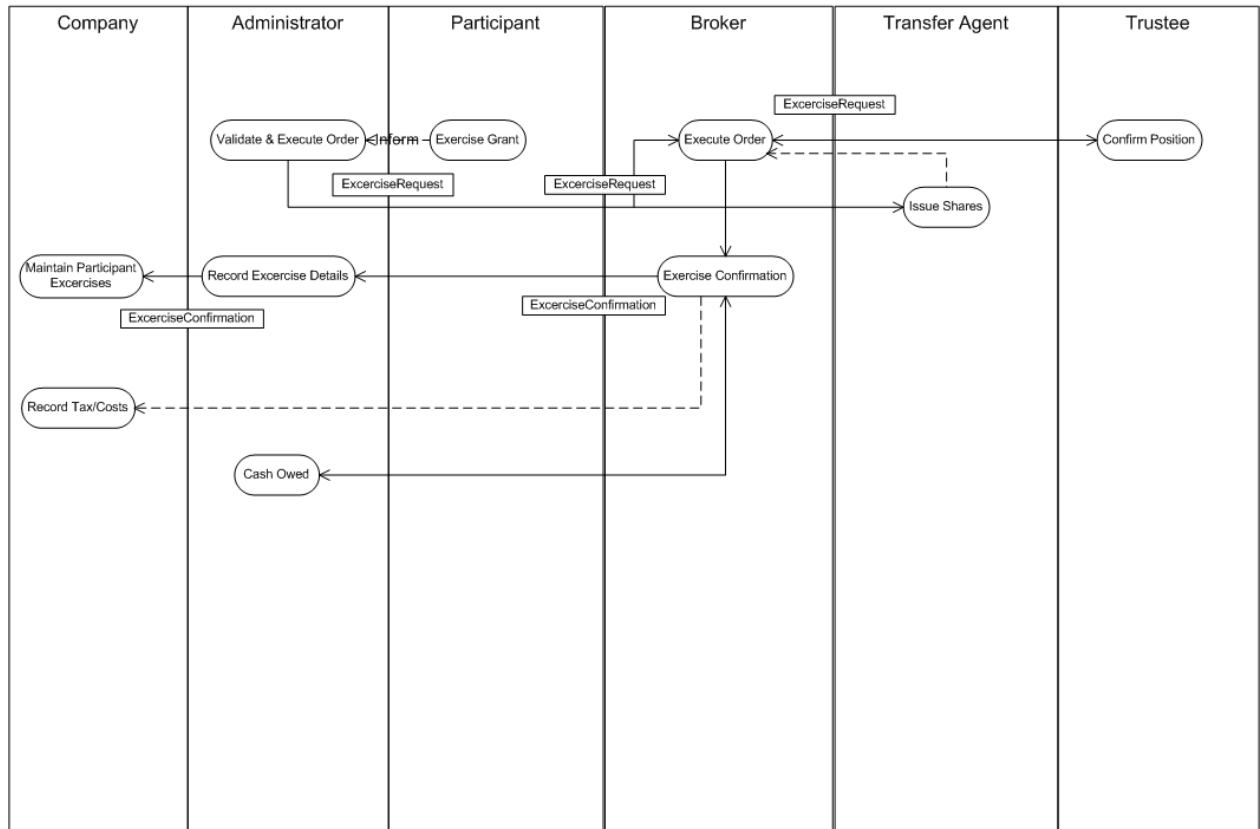 Company
Administrator
Participant
Broker
Transfer Agent
Trustee
ExcerciseRequest
Validate & Execute Order
Inform
Exercise Grant
Execute Order
Confirm Position
ExcerciseRequest
ExcerciseRequest
Issue Shares
Maintain Participant
Excercises
Record Excercise Details
Exercise Confirmation
ExcerciseConfirmation
ExcerciseConfirmation
Record Tax/Costs
Cash Owed